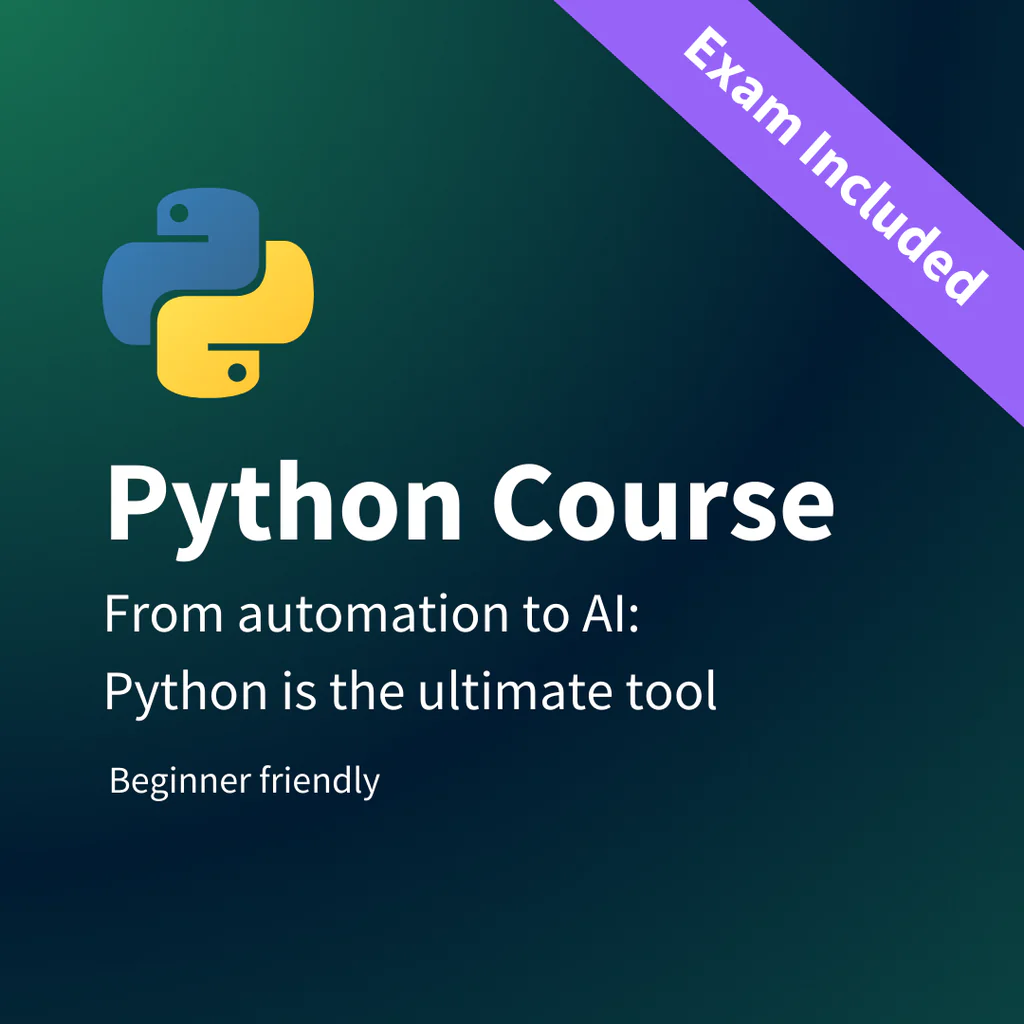 Exam Included
Python Course
From automation to AI:
Python is the ultimate tool
Beginner friendly